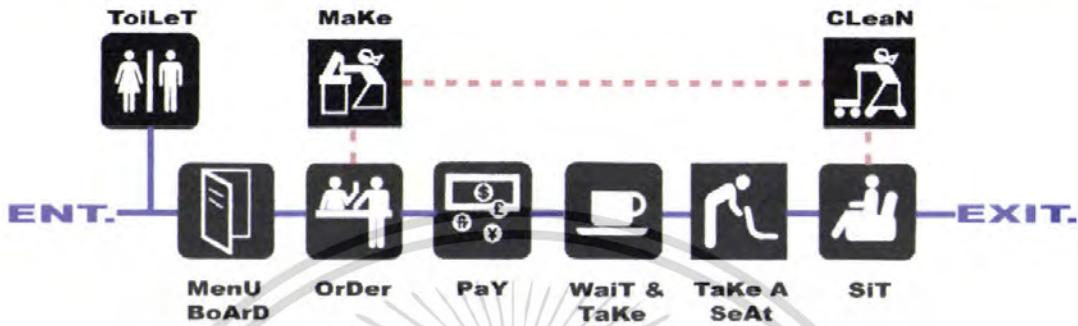 ToiLeT
MaKe
CLeaN
ENT.
EXIT.
$
£
¥
MenU
BoArD
OrDer
PaY
WaiT &
TaKe
TaKe A
SeAt
SiT